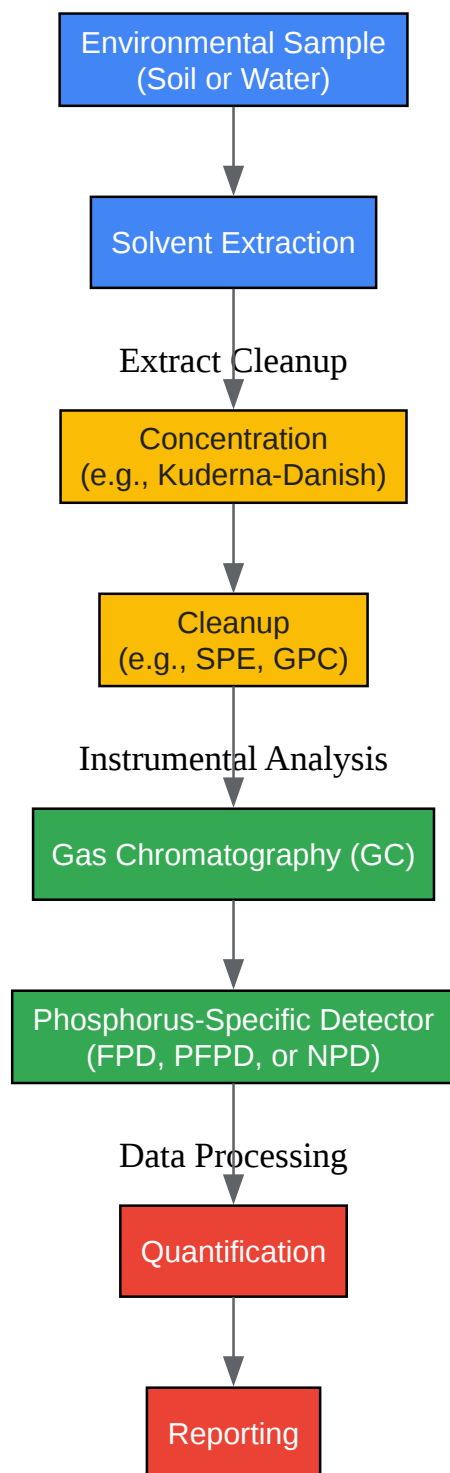 Environmental Sample
(Soil or Water)
Solvent Extraction
Extract Cleanup
Concentration
(e.g., Kuderna-Danish)
Cleanup
(e.g., SPE, GPC)
Instrumental Analysis
Gas Chromatography (GC)
Phosphorus-Specific Detector
(FPD, PFPD, or NPD)
Data Processing
Quantification
Reporting